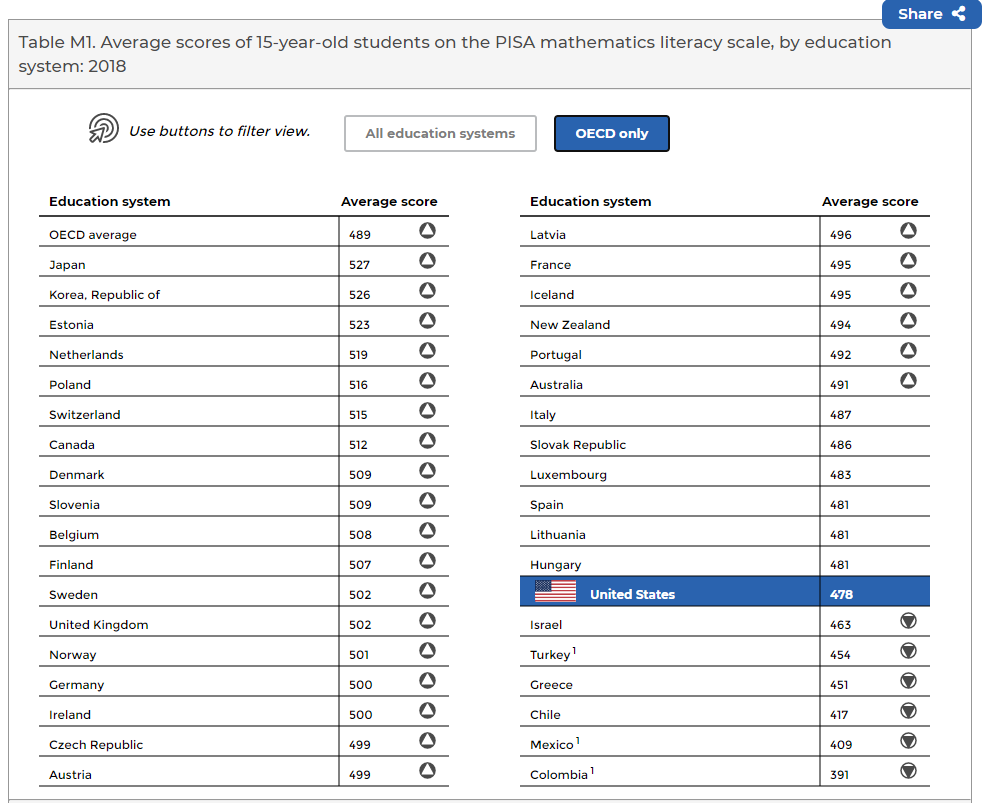 Share
Table M1. Average scores of 15-year-old students on the PISA mathematics literacy scale, by education
system: 2018
Use buttons to filter view.
All education systems
OECD only
Education system Average score
OECD average 489
Japan 527
Korea, Republic of 526
Estonia 523
Netherlands 519
Poland 516
Switzerland 515
Canada 512
Denmark 509
Slovenia 509
Belgium 508
Finland 507
Sweden 502
United Kingdom 502
Norway 501
Germany 500
Ireland 500
Czech Republic 499
Austria 499
Education system Average score
Latvia 496
France 495
Iceland 495
New Zealand 494
Portugal 492
Australia 491
Italy 487
Slovak Republic 486
Luxembourg 483
Spain 481
Lithuania 481
Hungary 481
United States 478
Israel 463
Turkey 1 454
Greece 451
Chile 417
Mexico 1 409
Colombia 1 391